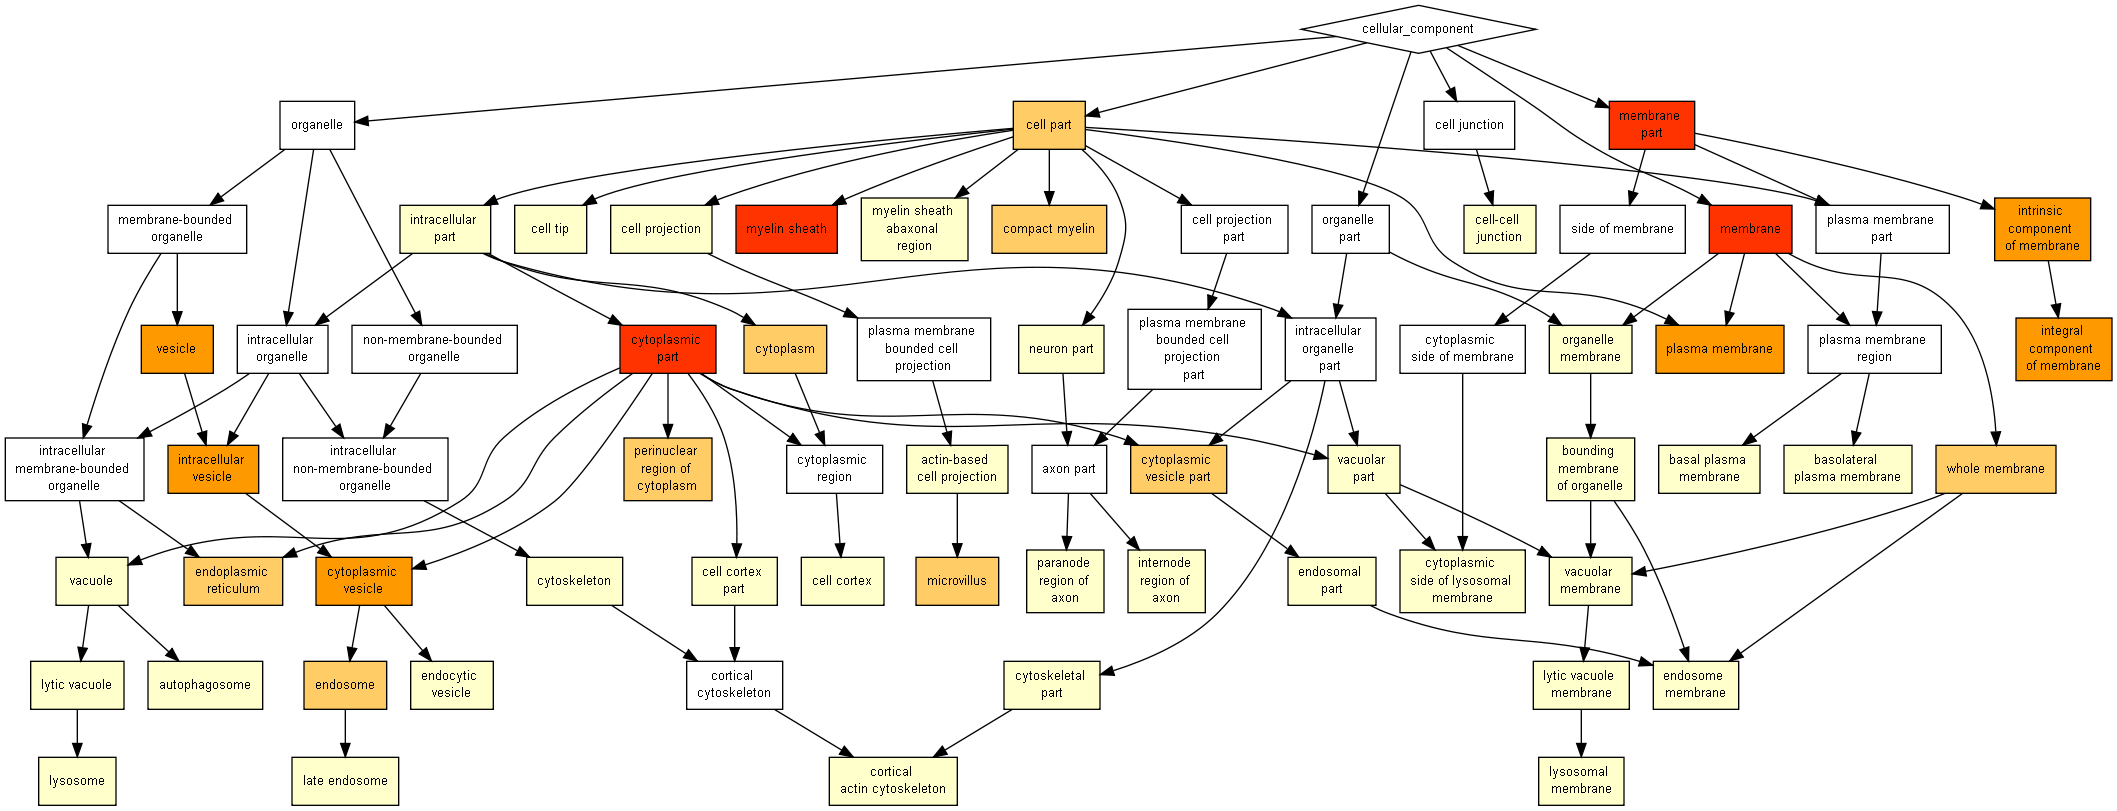 cellular_component
organelle
cell part
cell junction
membrane
part
membrane-bounded
organelle
intracellular
part
cell tip
cell projection
myelin sheath
myelin sheath
abaxonal
region
compact myelin
cell projection
part
organelle
part
cell-cell
junction
side of membrane
membrane
plasma membrane
part
intrinsic
component
of membrane
vesicle
intracellular
organelle
non-membrane-bounded
organelle
cytoplasmic
part
cytoplasm
plasma membrane
bounded cell
projection
neuron part
plasma membrane
bounded cell
projection
part
intracellular
organelle
part
cytoplasmic
side of membrane
organelle
membrane
plasma membrane
plasma membrane
region
integral
component
of membrane
intracellular
membrane-bounded
organelle
intracellular
vesicle
intracellular
non-membrane-bounded
organelle
perinuclear
region of
cytoplasm
cytoplasmic
region
actin-based
cell projection
axon part
cytoplasmic
vesicle part
vacuolar
part
bounding
membrane
of organelle
basal plasma
membrane
basolateral
plasma membrane
whole membrane
vacuole
endoplasmic
reticulum
cytoplasmic
vesicle
cytoskeleton
cell cortex
part
cell cortex
microvillus
paranode
region of
axon
internode
region of
axon
endosomal
part
cytoplasmic
side of lysosomal
membrane
vacuolar
membrane
lytic vacuole
autophagosome
endosome
endocytic
vesicle
cortical
cytoskeleton
cytoskeletal
part
lytic vacuole
membrane
endosome
membrane
lysosome
late endosome
cortical
actin cytoskeleton
lysosomal
membrane